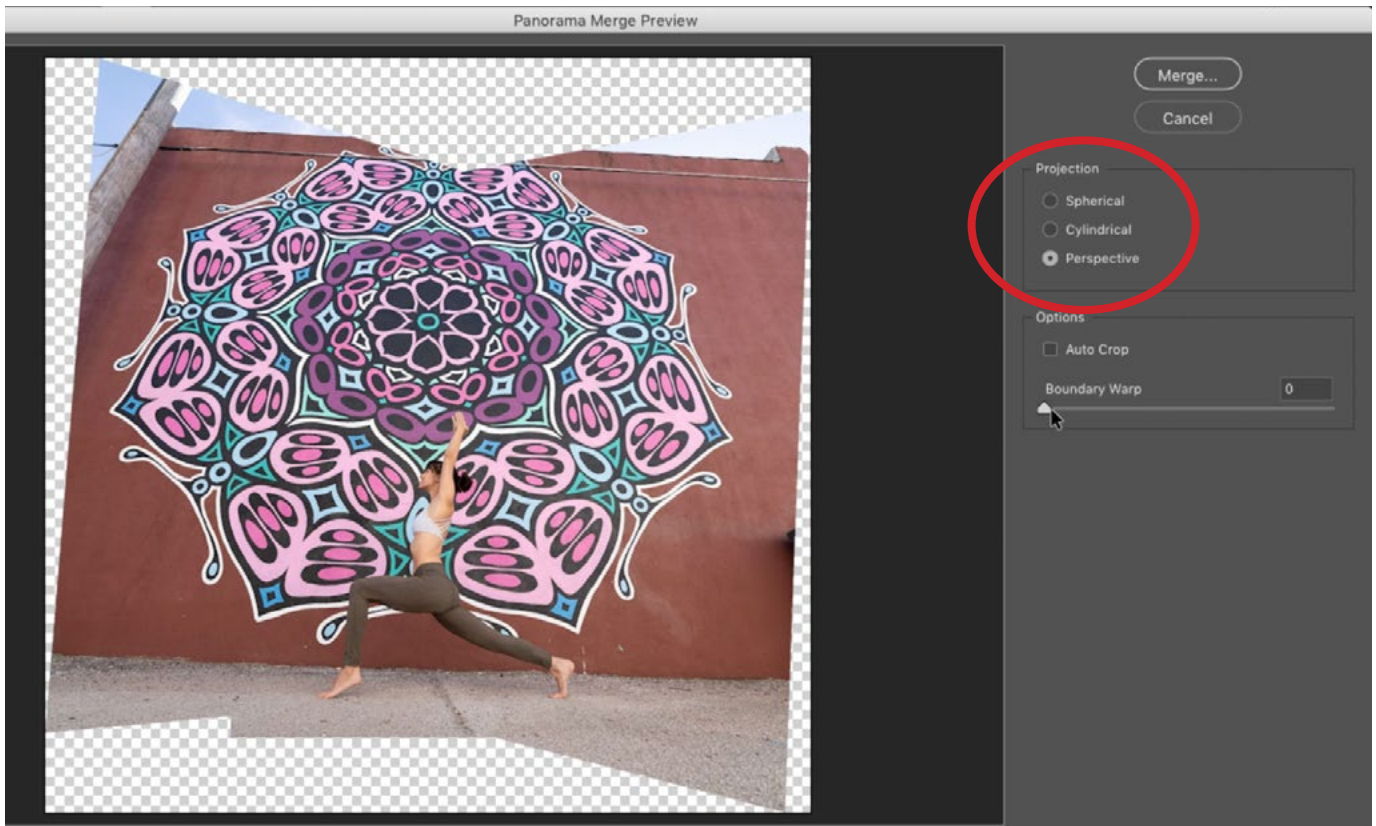 Panorama Merge Preview
Merge...
Cancel
Projection
Spherical
Cylindrical
Perspective
Options
Auto Crop
Boundary Warp 0